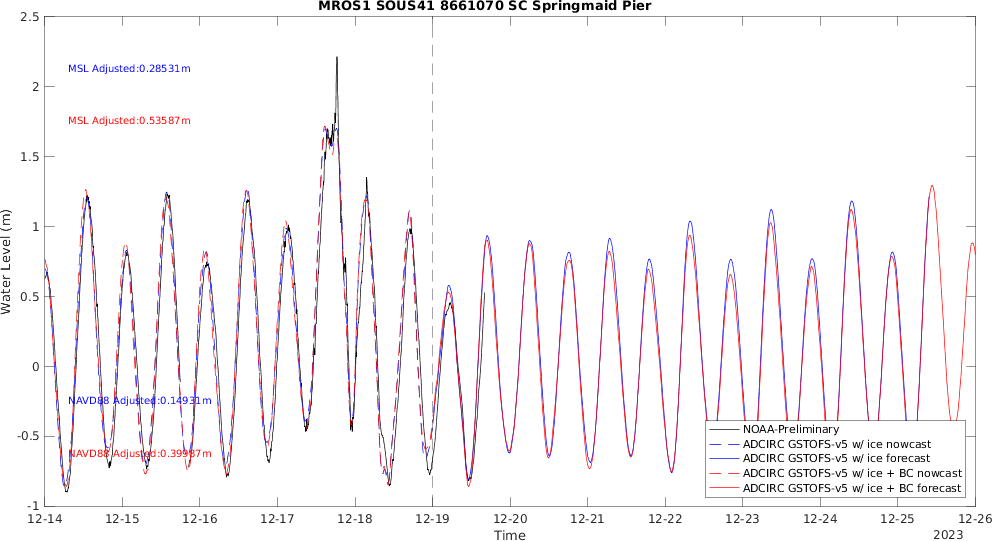 MROS1 SOUS41 8661070 SC Springmaid Pier
2.5
2
1.5
1
0.5
0
-0.5
-1
Water Level (m)
MSL Adjusted:0.28531m
MSL Adjusted:0.53587m
NAVD88 Adjusted:0.14931m
NAVD88 Adjusted:0.39987m
NOAA-Preliminary
ADCIRC GSTOFS-v5 w/ ice nowcast
ADCIRC GSTOFS-v5 w/ ice forecast
ADCIRC GSTOFS-v5 w/ ice + BC nowcast
ADCIRC GSTOFS-v5 w/ ice + BC forecast
12-14 12-15 12-16 12-17 12-18 12-19 12-20 12-21 12-22 12-23 12-24 12-25 12-26
Time
2023